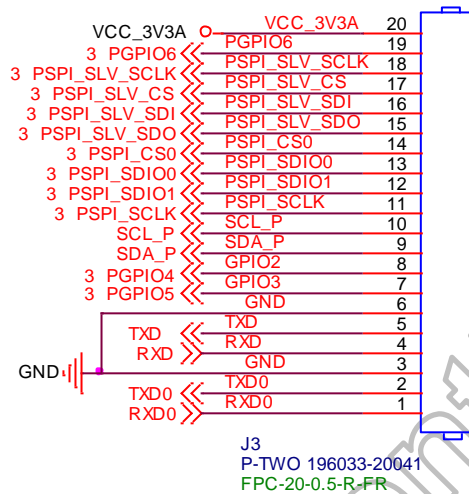 VCC_3V3A VCC_3V3A 20
3 PGPIO6 PGPIO6 19
3 PSPI_SLV_SCLK PSPI_SLV_SCLK 18
3 PSPI_SLV_CS PSPI_SLV_CS 17
3 PSPI_SLV_SDI PSPI_SLV_SDI 16
3 PSPI_SLV_SDO PSPI_SLV_SDO 15
3 PSPI_CS0 PSPI_CS0 14
3 PSPI_SDIO0 PSPI_SDIO0 13
3 PSPI_SDIO1 PSPI_SDIO1 12
3 PSPI_SCLK PSPI_SCLK 11
SCL_P SCL_P 10
SDA_P SDA_P 9
3 PGPIO4 GPIO2 8
3 PGPIO5 GPIO3 7
GND 6
TXD TXD 5
RXD RXD 4
GND GND 3
TXD0 TXD0 2
RXD0 RXD0 1
J3
P-TWO 196033-20041
FPC-20-0.5-R-FR